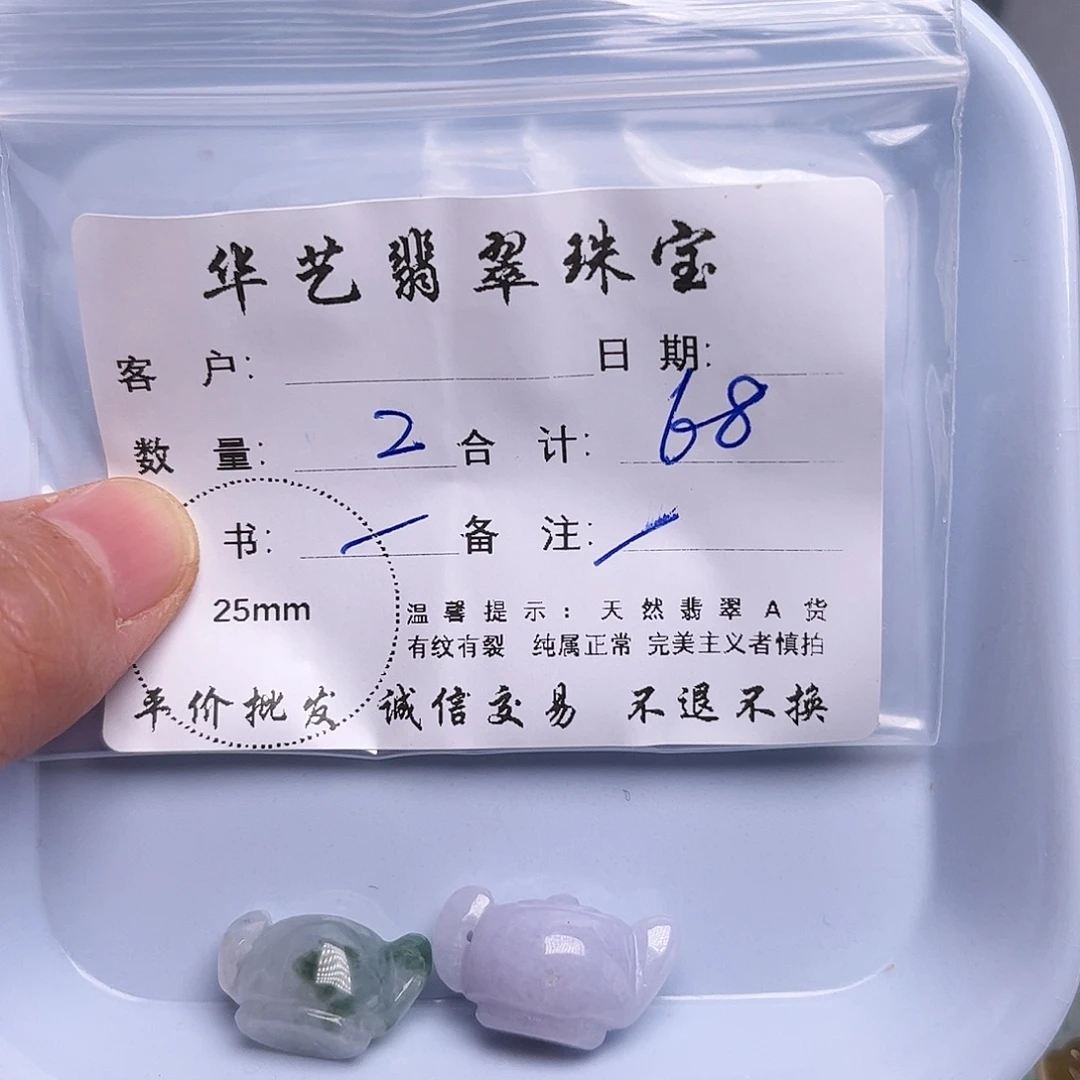 华艺翡翠珠宝
客 户: 日 期:
数 量: 2 合 计: 68
书: 备 注:
25mm 温馨提示:天然翡翠A货
有纹有裂 纯属正常 完美主义者慎拍
平价批发 诚信交易 不退不换